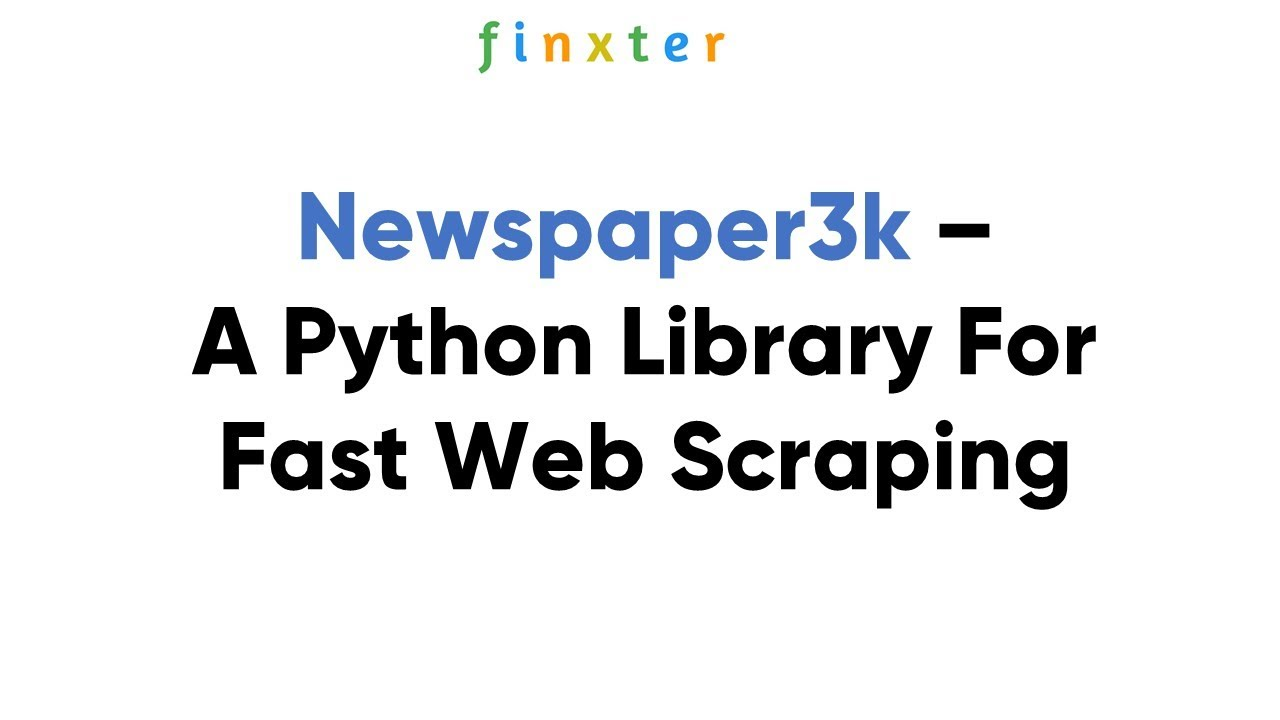 finxter
Newspaper3k –
A Python Library For
Fast Web Scraping